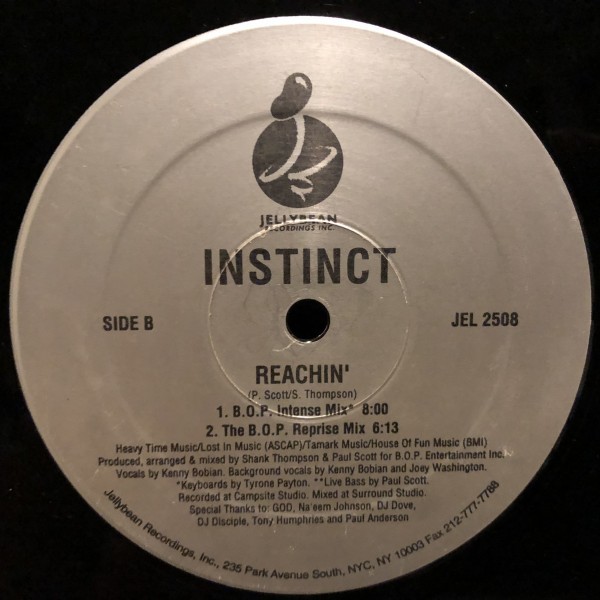 JELLYBEAN
RECORDINGS INC.
INSTINCT
SIDE B
JEL 2508
REACHIN'
(P. Scott/S. Thompson)
1. B.O.P. Intense Mix* 8:00
2. The B.O.P. Reprise Mix 6:13
Heavy Time Music/Lost In Music (ASCAP)/Tamark Music/House Of Fun Music (BMI)
Produced, arranged & mixed by Shank Thompson & Paul Scott for B.O.P. Entertainment Inc.
Vocals by Kenny Bobian. Background vocals by Kenny Bobian and Joey Washington.
*Keyboards by Tyrone Payton. **Live Bass by Paul Scott.
Recorded at Campsite Studio. Mixed at Surround Studio.
Special Thanks to: GOD, Na'eem Johnson, DJ Dove,
DJ Disciple, Tony Humphries and Paul Anderson
Jellybean Recordings, Inc., 235 Park Avenue South, NYC, NY 10003 Fax 212-777-7788